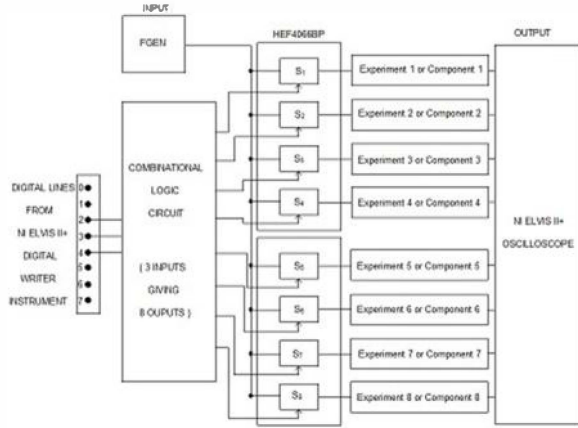 INPUT
FGEN
HEF4066BP
OUTPUT
S1
Experiment 1 or Component 1
S2
Experiment 2 or Component 2
S3
Experiment 3 or Component 3
S4
Experiment 4 or Component 4
S5
Experiment 5 or Component 5
S6
Experiment 6 or Component 6
S7
Experiment 7 or Component 7
S8
Experiment 8 or Component 8
COMBINATIONAL
LOGIC
CIRCUIT
( 3 INPUTS
GIVING
8 OUPUTS )
DIGITAL LINES
FROM
NI ELVIS II+
DIGITAL
WRITER
INSTRUMENT
0
1
2
3
4
5
6
7
NI ELVIS II+
OSCILLOSCOPE